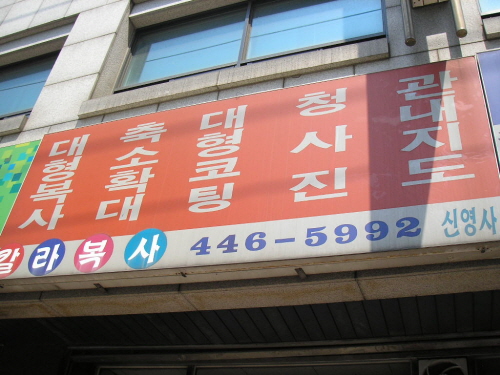 대형복사
축소확대
대형코팅
청사진
관내지도
칼라복사
446-5992
신영사